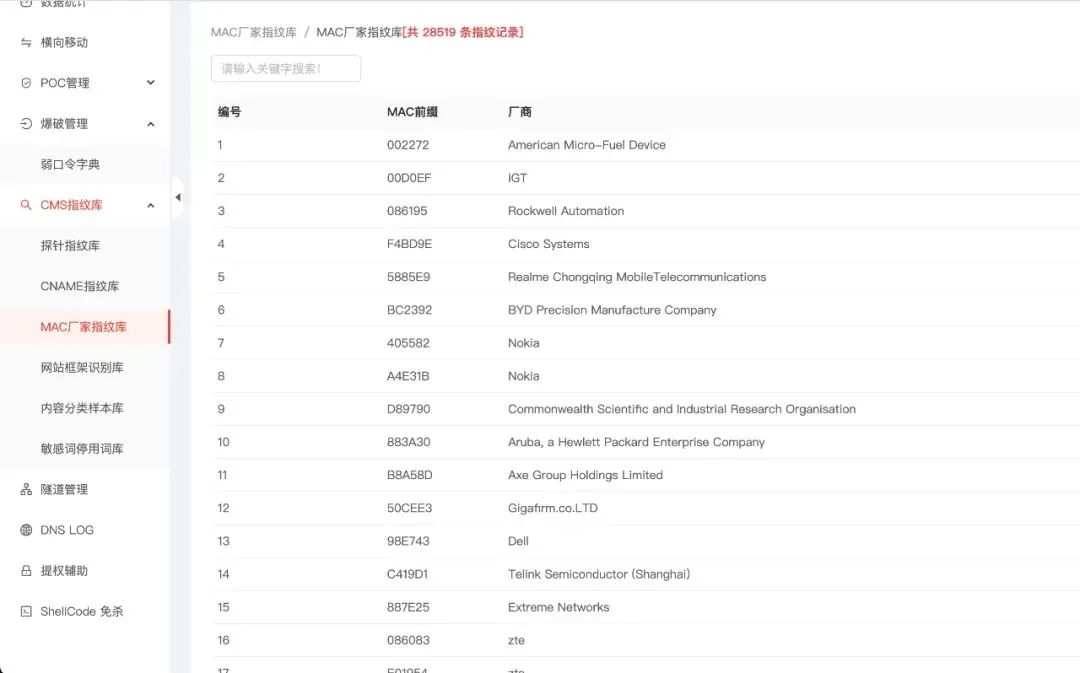 数据统计
横向移动
POC管理
爆破管理
弱口令字典
CMS指纹库
探针指纹库
CNAME指纹库
MAC厂家指纹库
网站框架识别库
内容分类样本库
敏感词停用词库
隧道管理
DNS LOG
提权辅助
ShellCode 免杀
MAC厂家指纹库 / MAC厂家指纹库[共 28519 条指纹记录]
请输入关键字搜索!
编号 MAC前缀 厂商
1 002272 American Micro-Fuel Device
2 00D0EF IGT
3 086195 Rockwell Automation
4 F4BD9E Cisco Systems
5 5885E9 Realme Chongqing MobileTelecommunications
6 BC2392 BYD Precision Manufacture Company
7 405582 Nokia
8 A4E31B Nokia
9 D89790 Commonwealth Scientific and Industrial Research Organisation
10 883A30 Aruba, a Hewlett Packard Enterprise Company
11 B8A58D Axe Group Holdings Limited
12 50CEE3 Gigafirm.co.LTD
13 98E743 Dell
14 C419D1 Telink Semiconductor (Shanghai)
15 887E25 Extreme Networks
16 086083 zte
17 E01954 zte